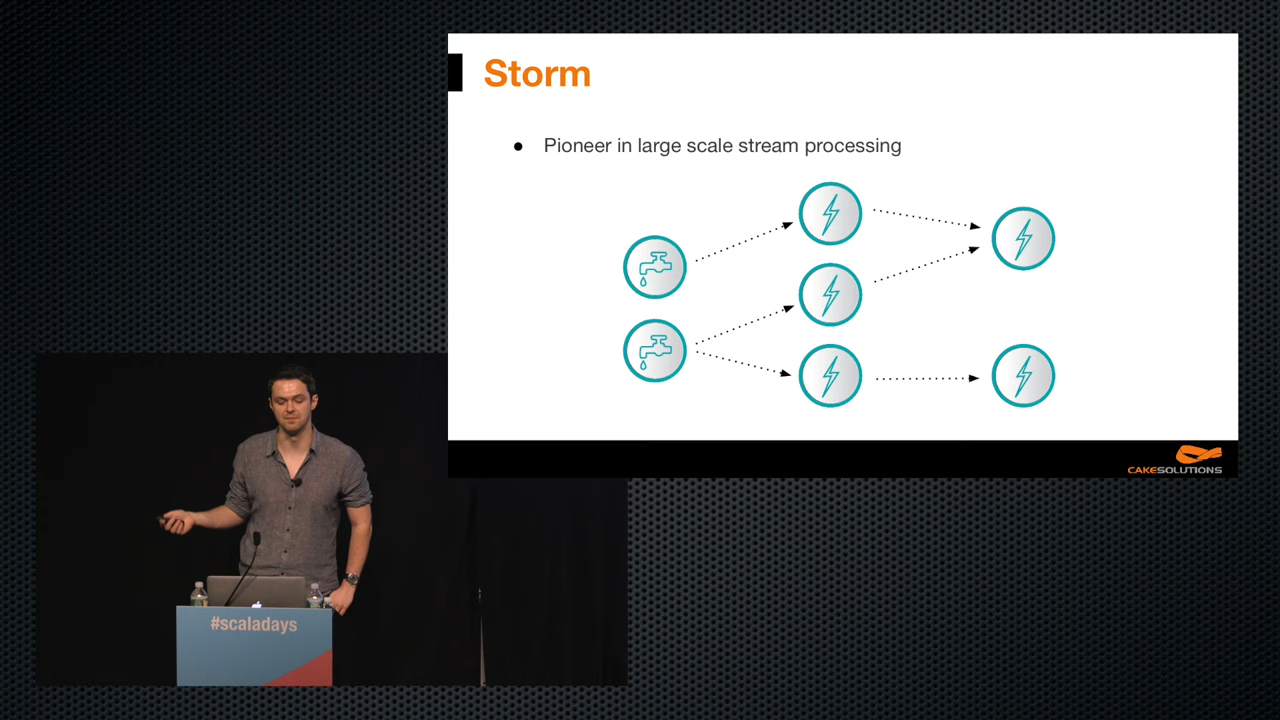 Storm
● Pioneer in large scale stream processing
CAKESOLUTIONS
#scaladays